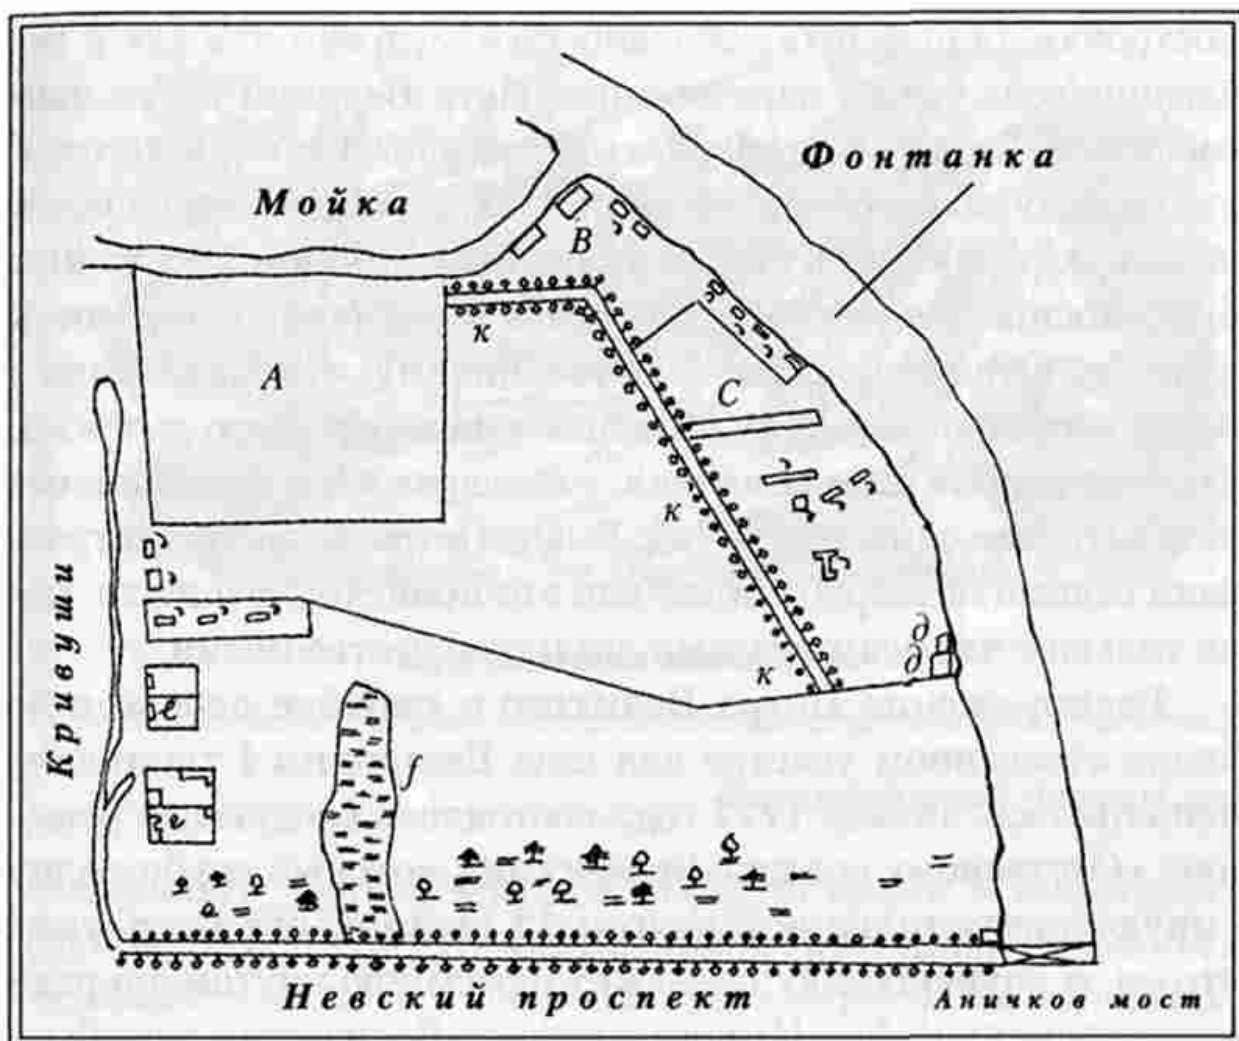 Фонтанка
Мойка
В
к
А
С
к
Кривуши
д
д
к
е
г
f
Невский проспект
Аничков мост